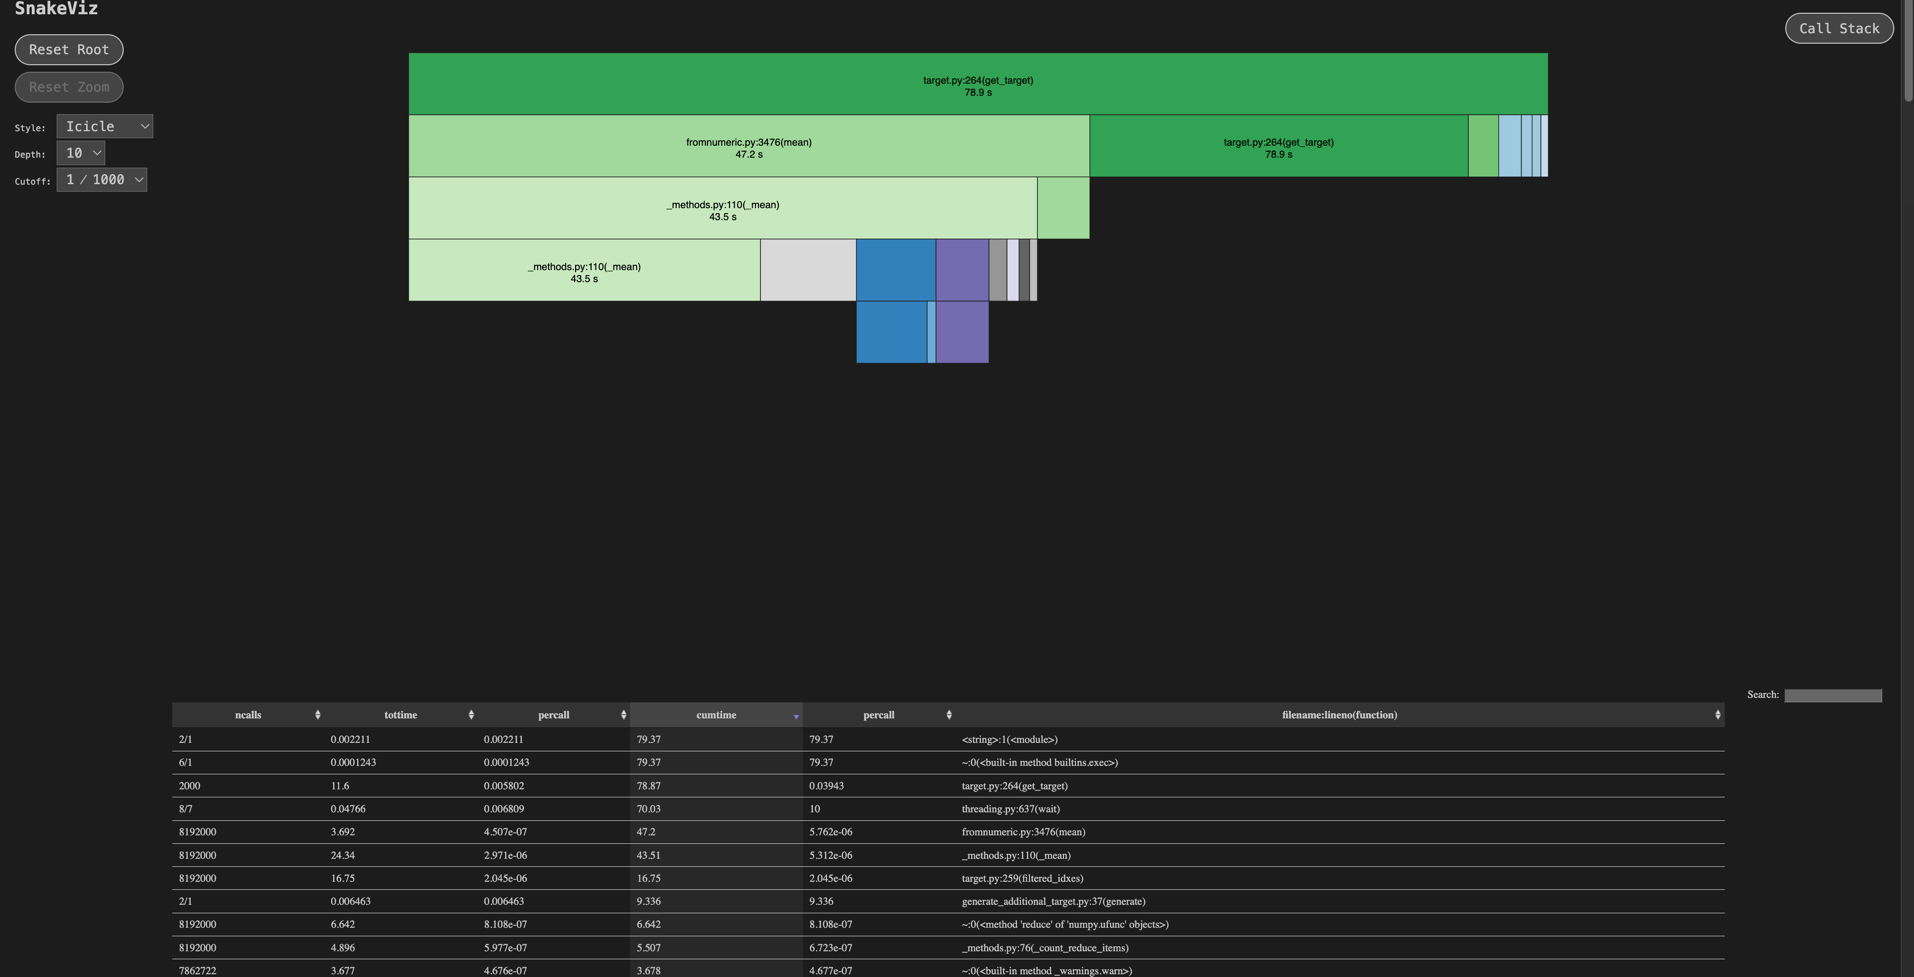 SnakeViz
Reset Root
Call Stack
Reset Zoom
Style: Icicle
Depth: 10
Cutoff: 1 / 1000
target.py:264(get_target)
78.9 s
fromnumeric.py:3476(mean)
47.2 s
target.py:264(get_target)
78.9 s
_methods.py:110(_mean)
43.5 s
_methods.py:110(_mean)
43.5 s
Search:
ncalls tottime percall cumtime percall filename:lineno(function)
2/1 0.002211 0.002211 79.37 79.37 <string>:1(<module>)
6/1 0.0001243 0.0001243 79.37 79.37 ~:0(<built-in method builtins.exec>)
2000 11.6 0.005802 78.87 0.03943 target.py:264(get_target)
8/7 0.04766 0.006809 70.03 10 threading.py:637(wait)
8192000 3.692 4.507e-07 47.2 5.762e-06 fromnumeric.py:3476(mean)
8192000 24.34 2.971e-06 43.51 5.312e-06 _methods.py:110(_mean)
8192000 16.75 2.045e-06 16.75 2.045e-06 target.py:259(filtered_idxes)
2/1 0.006463 0.006463 9.336 9.336 generate_additional_target.py:37(generate)
8192000 6.642 8.108e-07 6.642 8.108e-07 ~:0(<method 'reduce' of 'numpy.ufunc' objects>)
8192000 4.896 5.977e-07 5.507 6.723e-07 _methods.py:76(_count_reduce_items)
7862722 3.677 4.676e-07 3.678 4.677e-07 ~:0(<built-in method _warnings.warn>)